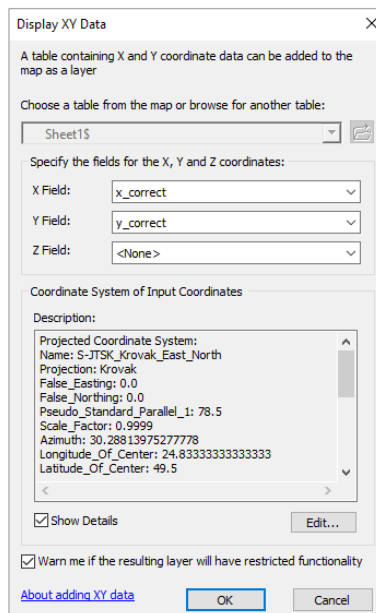 Display XY Data
A table containing X and Y coordinate data can be added to the
map as a layer
Choose a table from the map or browse for another table:
Sheet1$
Specify the fields for the X, Y and Z coordinates:
X Field: x_correct
Y Field: y_correct
Z Field: <None>
Coordinate System of Input Coordinates
Description:
Projected Coordinate System:
Name: S-JTSK_Krovak_East_North
Projection: Krovak
False_Easting: 0.0
False_Northing: 0.0
Pseudo_Standard_Parallel_1: 78.5
Scale_Factor: 0.9999
Azimuth: 30.28813975277778
Longitude_Of_Center: 24.83333333333333
Latitude_Of_Center: 49.5
Show Details Edit...
Warn me if the resulting layer will have restricted functionality
About adding XY data OK Cancel